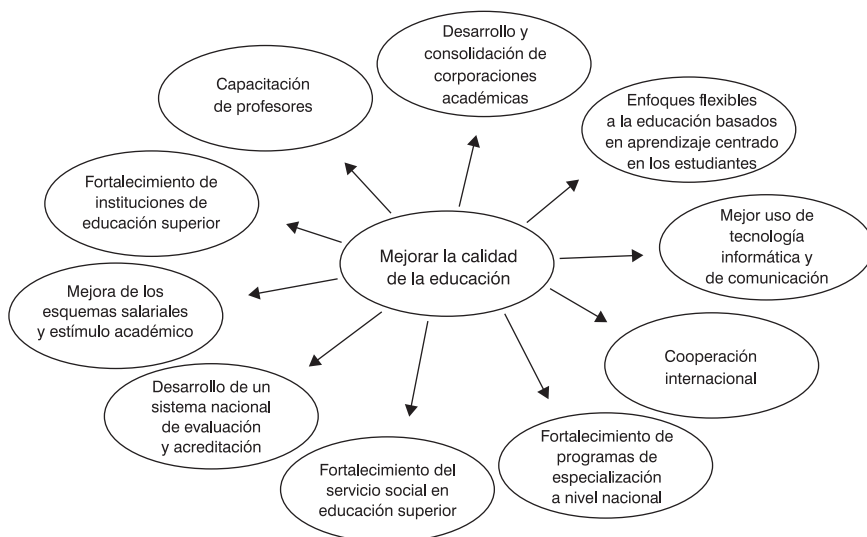 Desarrollo y
consolidación de
corporaciones
académicas
Capacitación
de profesores
Enfoques flexibles
a la educación basados
en aprendizaje centrado
en los estudiantes
Fortalecimiento de
instituciones de
educación superior
Mejor uso de
tecnología
informática y
de comunicación
Mejorar la calidad
de la educación
Mejora de los
esquemas salariales
y estímulo académico
Cooperación
internacional
Desarrollo de un
sistema nacional
de evaluación
y acreditación
Fortalecimiento de
programas de
especialización
a nivel nacional
Fortalecimiento del
servicio social en
educación superior